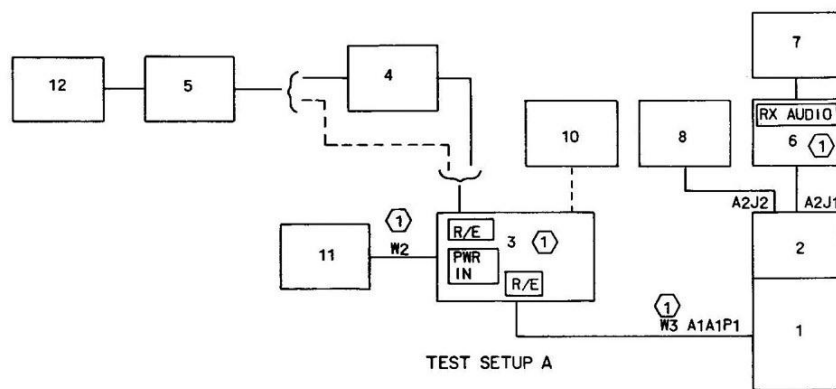 7
12
5
4
RX AUDIO
6 1
10
8
A2J2 A2J1
1
W2
11
R/E
3 1
PWR
IN
R/E
2
1
W3 A1A1P1
1
TEST SETUP A